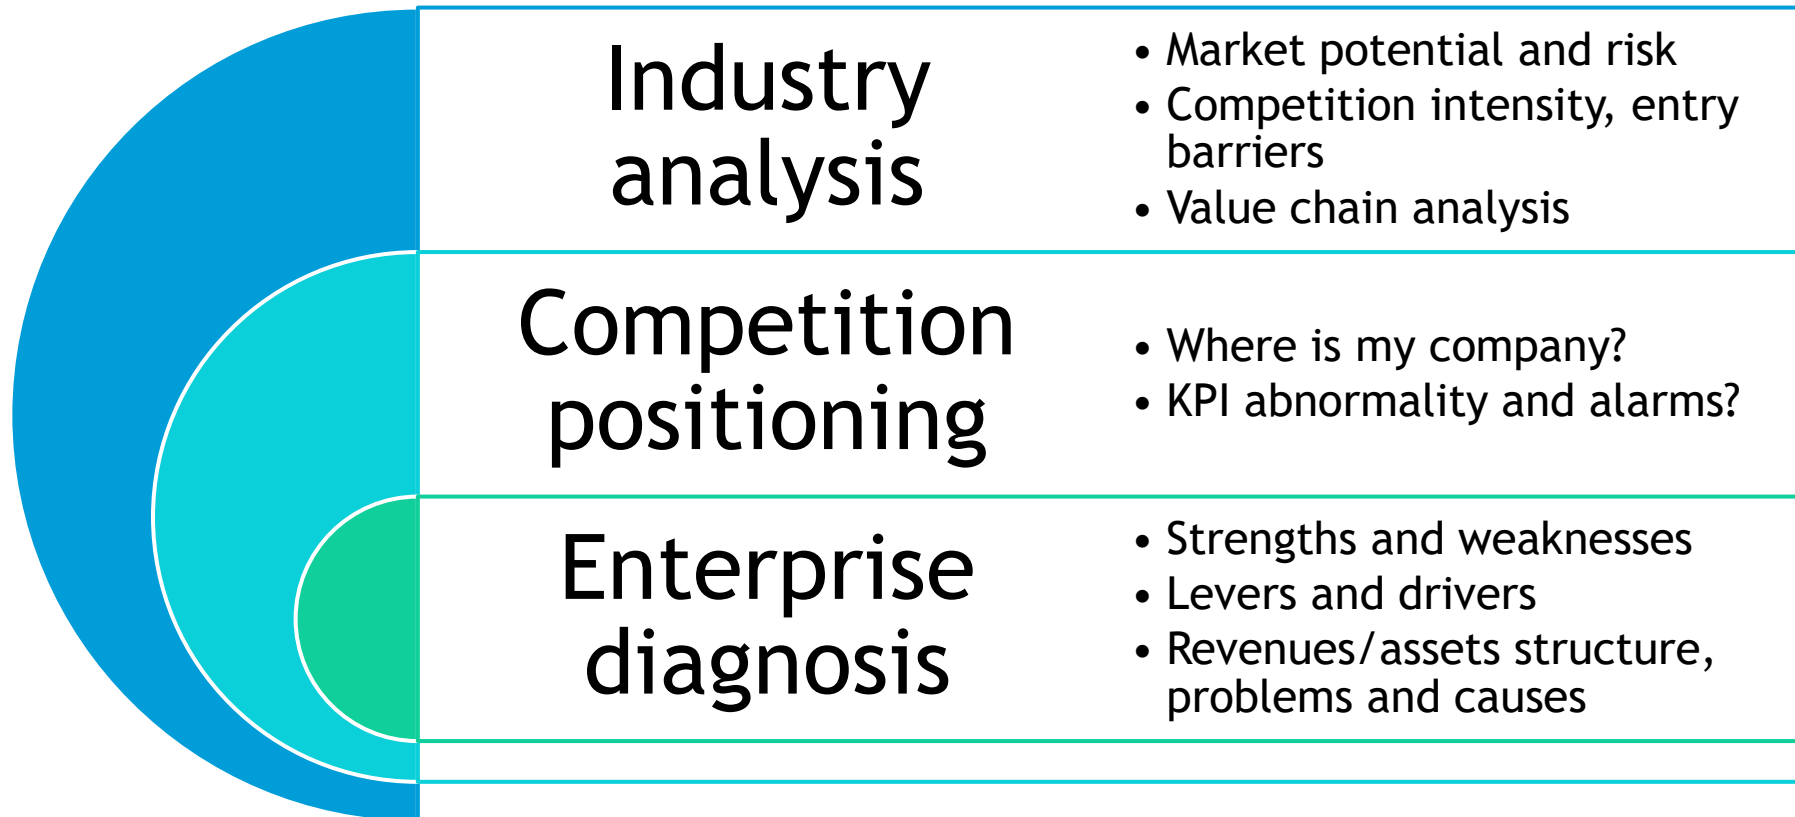 Industry
analysis
• Market potential and risk
• Competition intensity, entry
barriers
• Value chain analysis
Competition
positioning
• Where is my company?
• KPI abnormality and alarms?
Enterprise
diagnosis
• Strengths and weaknesses
• Levers and drivers
• Revenues/assets structure,
problems and causes